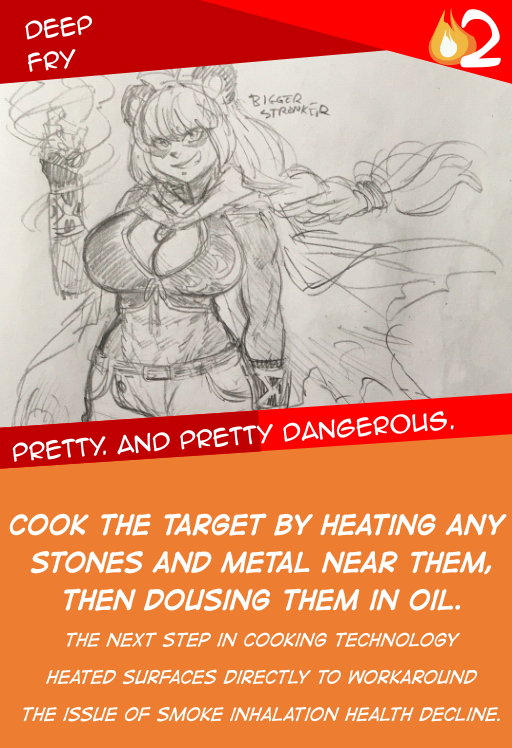 DEEP
FRY
2
BIGGER
STRONKER
PRETTY. AND PRETTY DANGEROUS.
COOK THE TARGET BY HEATING ANY
STONES AND METAL NEAR THEM,
THEN DOUSING THEM IN OIL.
THE NEXT STEP IN COOKING TECHNOLOGY
HEATED SURFACES DIRECTLY TO WORKAROUND
THE ISSUE OF SMOKE INHALATION HEALTH DECLINE.